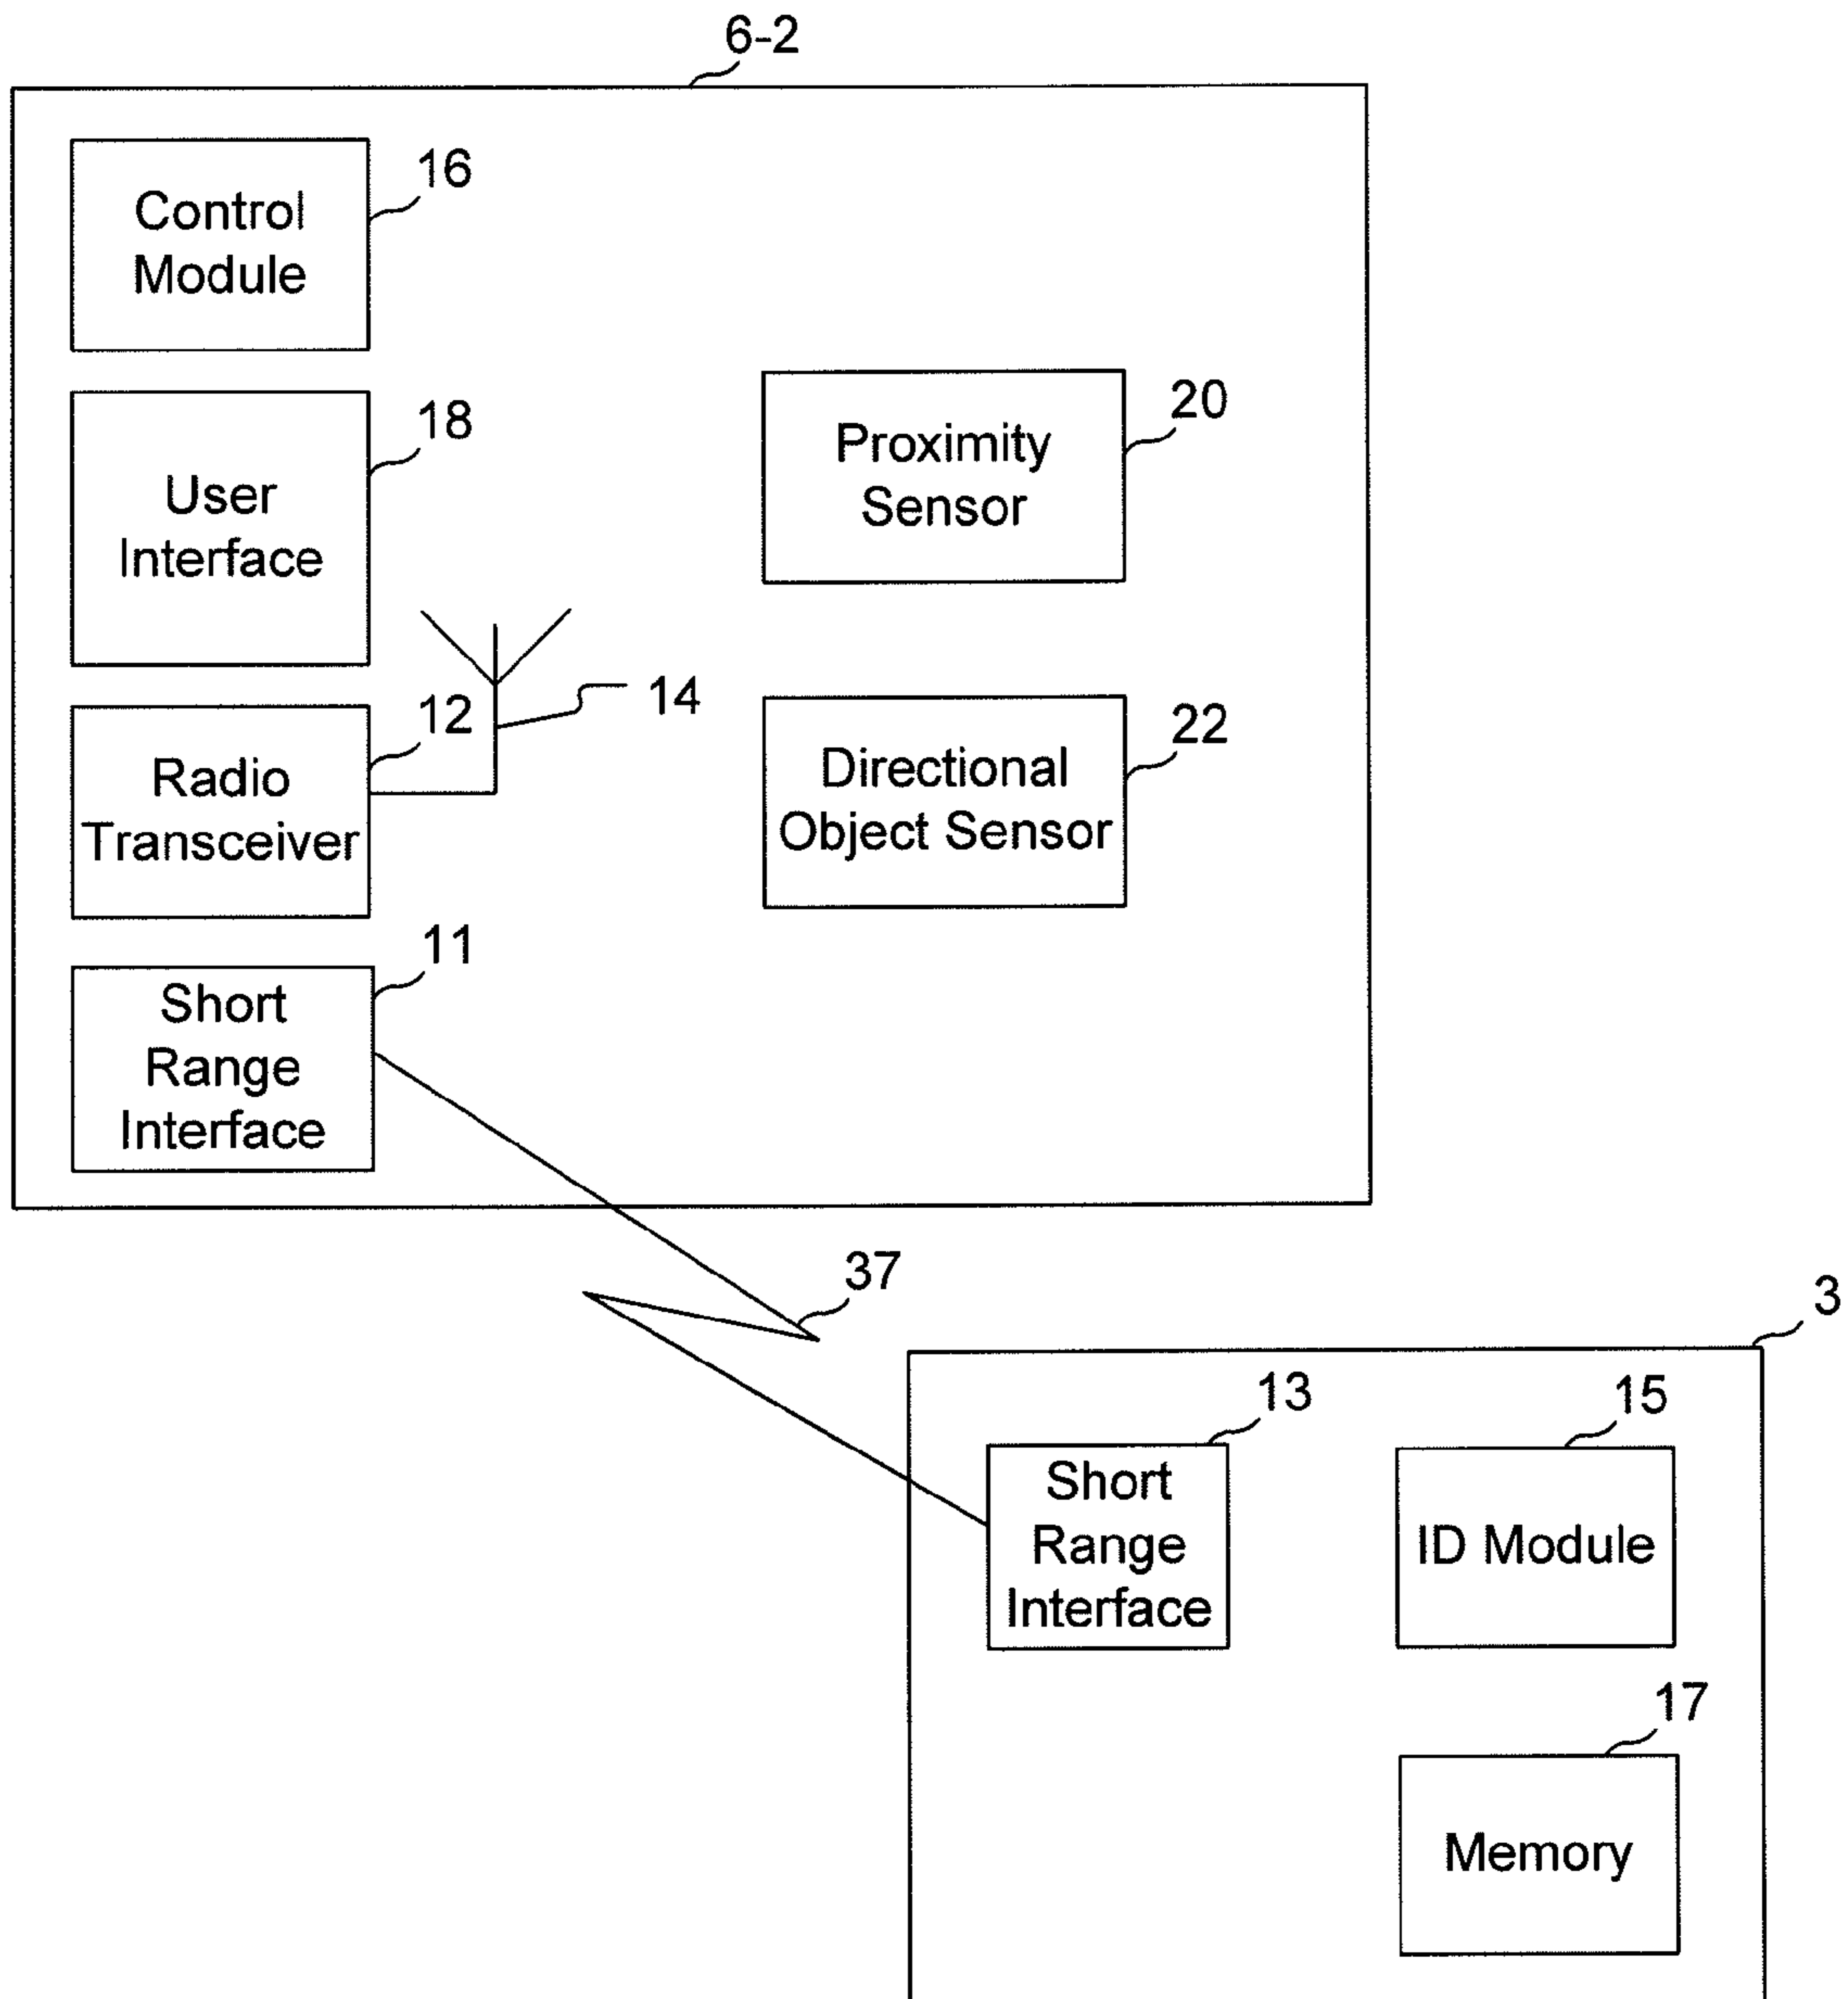 6-2
Control
Module
16
User
Interface
18
Radio
Transceiver
12
14
Short
Range
Interface
11
Proximity
Sensor
20
Directional
Object Sensor
22
37
3
Short
Range
Interface
13
ID Module
15
Memory
17